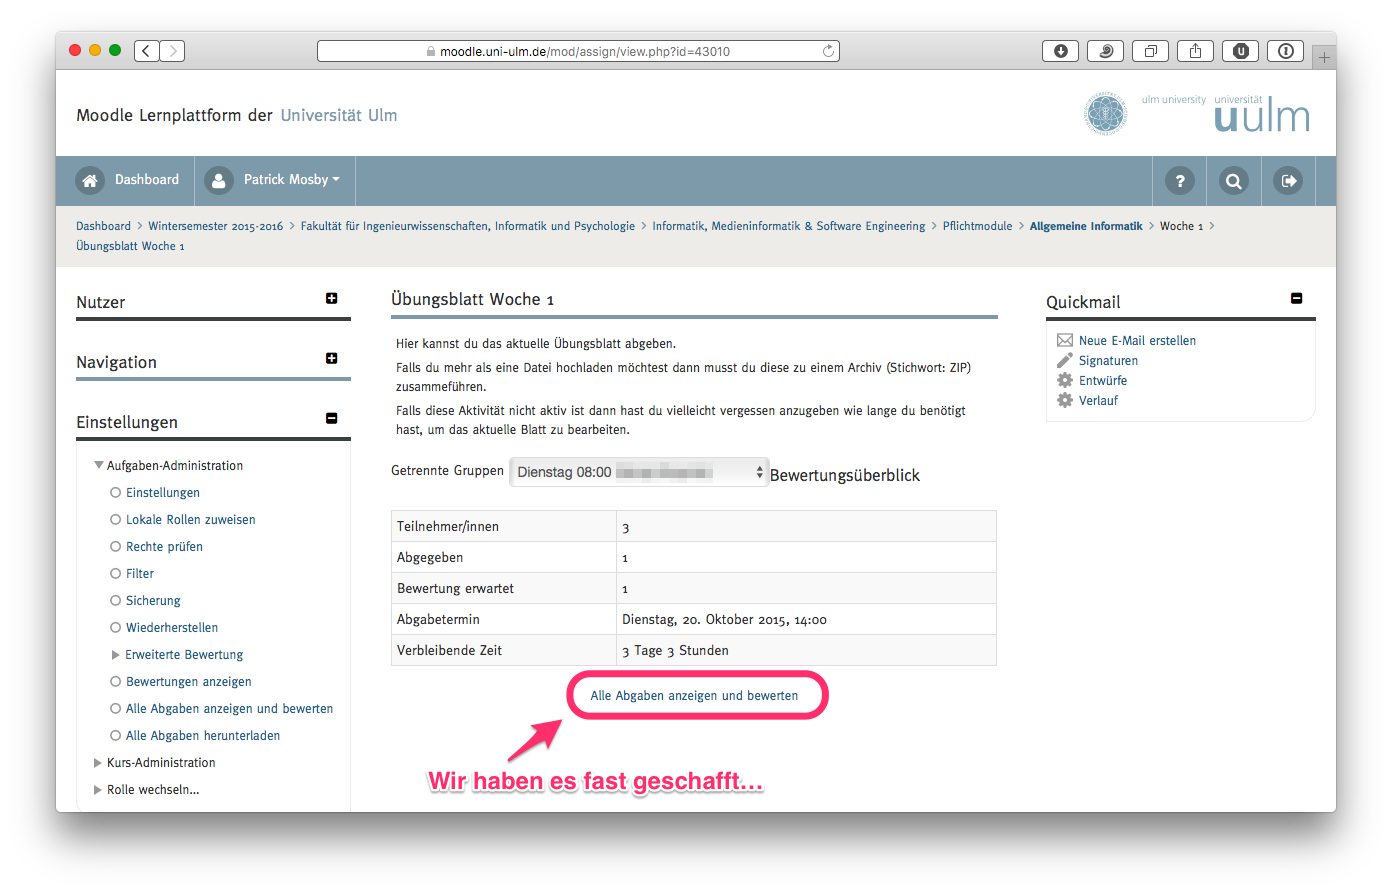 moodle.uni-ulm.de/mod/assign/view.php?id=43010
Moodle Lernplattform der Universität Ulm
ulm university universität
uulm
Dashboard
Patrick Mosby
?
Dashboard > Wintersemester 2015-2016 > Fakultät für Ingenieurwissenschaften, Informatik und Psychologie > Informatik, Medieninformatik & Software Engineering > Pflichtmodule > Allgemeine Informatik > Woche 1 >
Übungsblatt Woche 1
Nutzer
Navigation
Einstellungen
Aufgaben-Administration
Einstellungen
Lokale Rollen zuweisen
Rechte prüfen
Filter
Sicherung
Wiederherstellen
Erweiterte Bewertung
Bewertungen anzeigen
Alle Abgaben anzeigen und bewerten
Alle Abgaben herunterladen
Kurs-Administration
Rolle wechseln...
Übungsblatt Woche 1
Hier kannst du das aktuelle Übungsblatt abgeben.
Falls du mehr als eine Datei hochladen möchtest dann musst du diese zu einem Archiv (Stichwort: ZIP)
zusammeführen.
Falls diese Aktivität nicht aktiv ist dann hast du vielleicht vergessen anzugeben wie lange du benötigt
hast, um das aktuelle Blatt zu bearbeiten.
Getrennte Gruppen Dienstag 08:00 Bewertungsüberblick
Teilnehmer/innen 3
Abgegeben 1
Bewertung erwartet 1
Abgabetermin Dienstag, 20. Oktober 2015, 14:00
Verbleibende Zeit 3 Tage 3 Stunden
Alle Abgaben anzeigen und bewerten
Wir haben es fast geschafft...
Quickmail
Neue E-Mail erstellen
Signaturen
Entwürfe
Verlauf